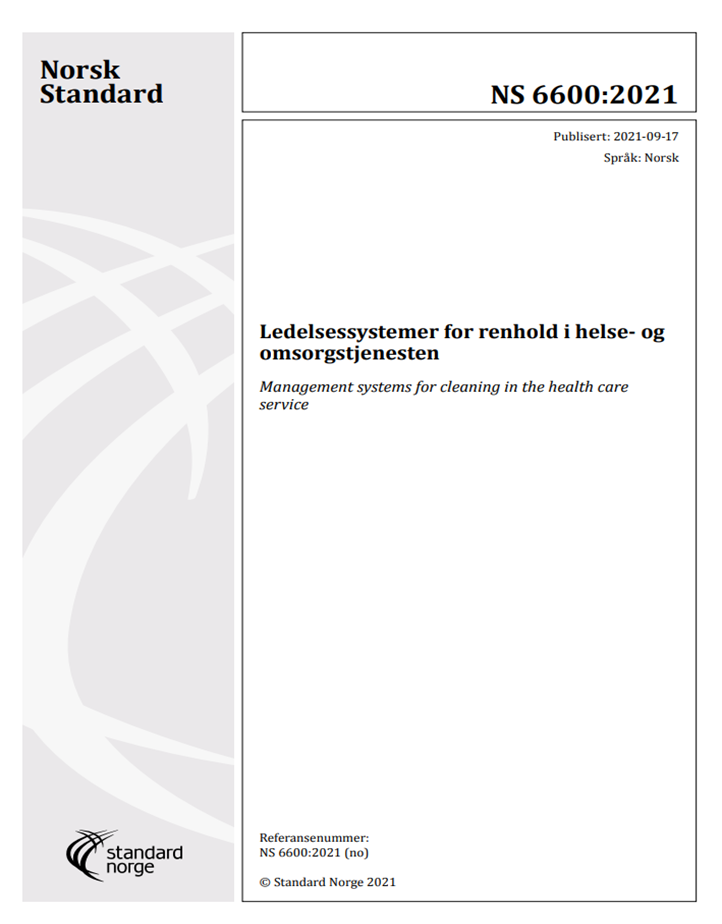 Norsk
Standard
NS 6600:2021
Publisert: 2021-09-17
Språk: Norsk
Ledelsessystemer for renhold i helse- og
omsorgstjenesten
Management systems for cleaning in the health care
service
Referansenummer:
NS 6600:2021 (no)
© Standard Norge 2021
standard
norge